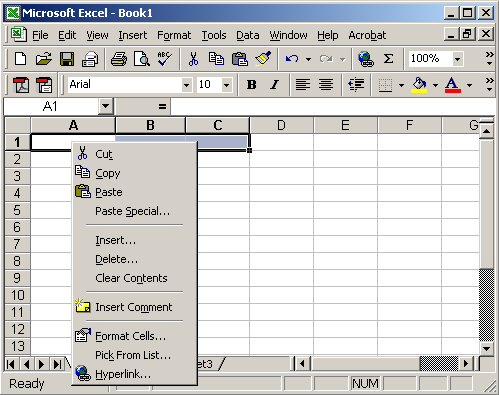 Microsoft Excel - Book1
File Edit View Insert Format Tools Data Window Help Acrobat
100%
Arial 10 B I U A
A1 =
A B C D E F G
1
2
3
4
5
6
7
8
9
10
11
12
13
Cut
Copy
Paste
Paste Special...
Insert...
Delete...
Clear Contents
Insert Comment
Format Cells...
Pick From List...
Hyperlink...
et3
Ready NUM